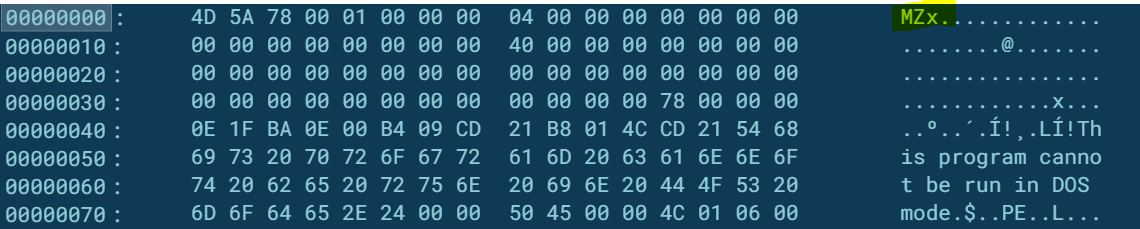 00000000: 4D 5A 78 00 01 00 00 00 04 00 00 00 00 00 00 00 MZx.............
00000010: 00 00 00 00 00 00 00 00 40 00 00 00 00 00 00 00 ........@.......
00000020: 00 00 00 00 00 00 00 00 00 00 00 00 00 00 00 00 ................
00000030: 00 00 00 00 00 00 00 00 00 00 00 00 78 00 00 00 ............x...
00000040: 0E 1F BA 0E 00 B4 09 CD 21 B8 01 4C CD 21 54 68 ..º..´.Í!¸.LÍ!Th
00000050: 69 73 20 70 72 6F 67 72 61 6D 20 63 61 6E 6E 6F is program canno
00000060: 74 20 62 65 20 72 75 6E 20 69 6E 20 44 4F 53 20 t be run in DOS
00000070: 6D 6F 64 65 2E 24 00 00 50 45 00 00 4C 01 06 00 mode.$..PE..L...